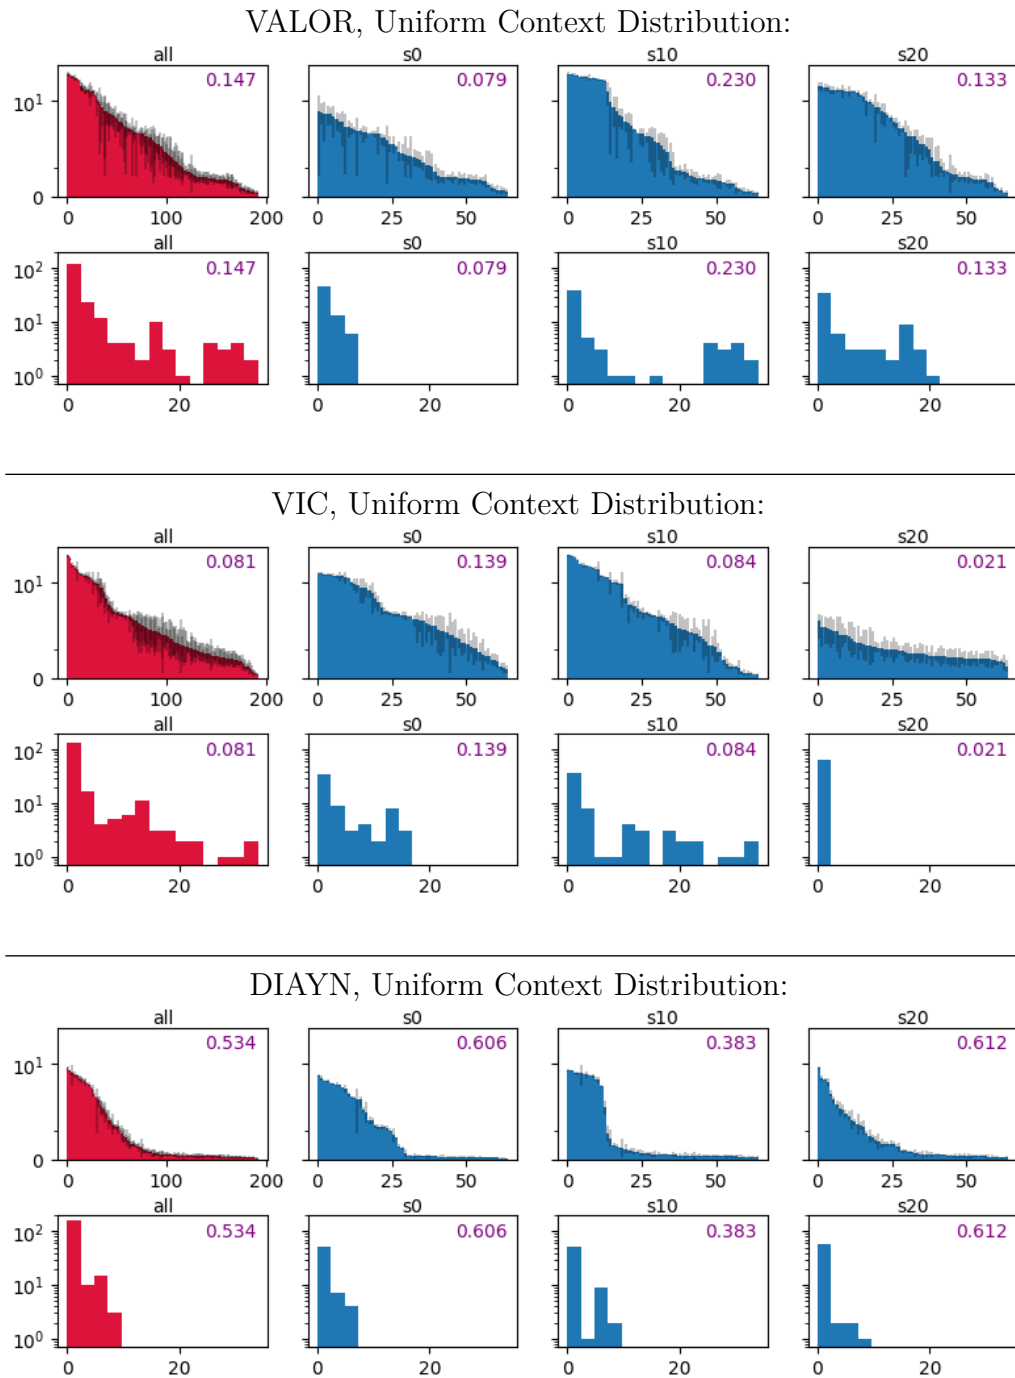 VALOR, Uniform Context Distribution:
all s0 s10 s20
0.147 0.079 0.230 0.133
10¹
0
0 100 200 0 25 50 0 25 50 0 25 50
all s0 s10 s20
0.147 0.079 0.230 0.133
10²
10¹
10⁰
0 20 0 20 0 20 0 20
VIC, Uniform Context Distribution:
all s0 s10 s20
0.081 0.139 0.084 0.021
10¹
0
0 100 200 0 25 50 0 25 50 0 25 50
all s0 s10 s20
0.081 0.139 0.084 0.021
10²
10¹
10⁰
0 20 0 20 0 20 0 20
DIAYN, Uniform Context Distribution:
all s0 s10 s20
0.534 0.606 0.383 0.612
10¹
0
0 100 200 0 25 50 0 25 50 0 25 50
all s0 s10 s20
0.534 0.606 0.383 0.612
10²
10¹
10⁰
0 20 0 20 0 20 0 20